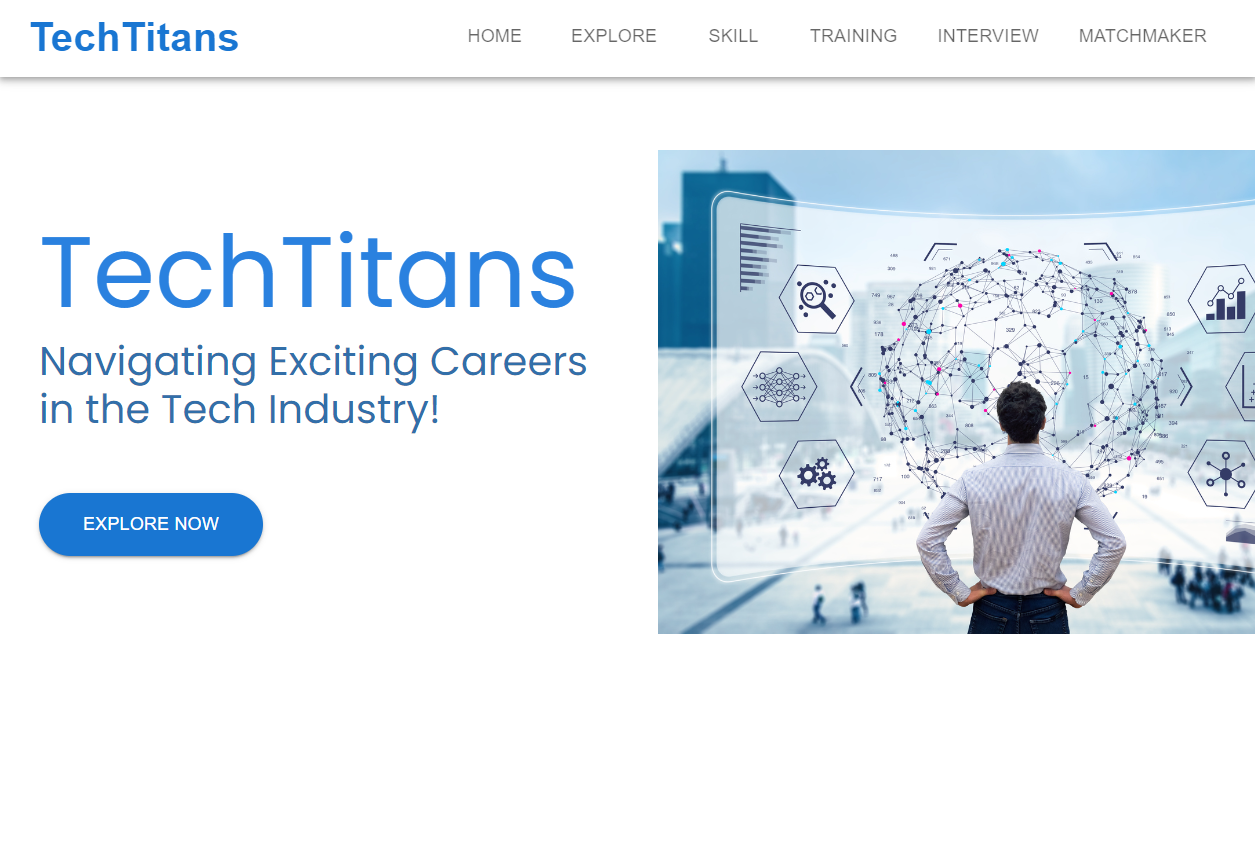 TechTitans
HOME EXPLORE SKILL TRAINING INTERVIEW MATCHMAKER
TechTitans
Navigating Exciting Careers
in the Tech Industry!
EXPLORE NOW